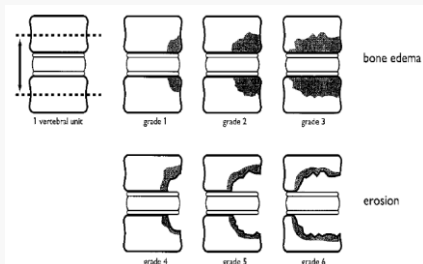 bone edema
1 vertebral unit
grade 1
grade 2
grade 3
erosion
grade 4
grade 5
grade 6